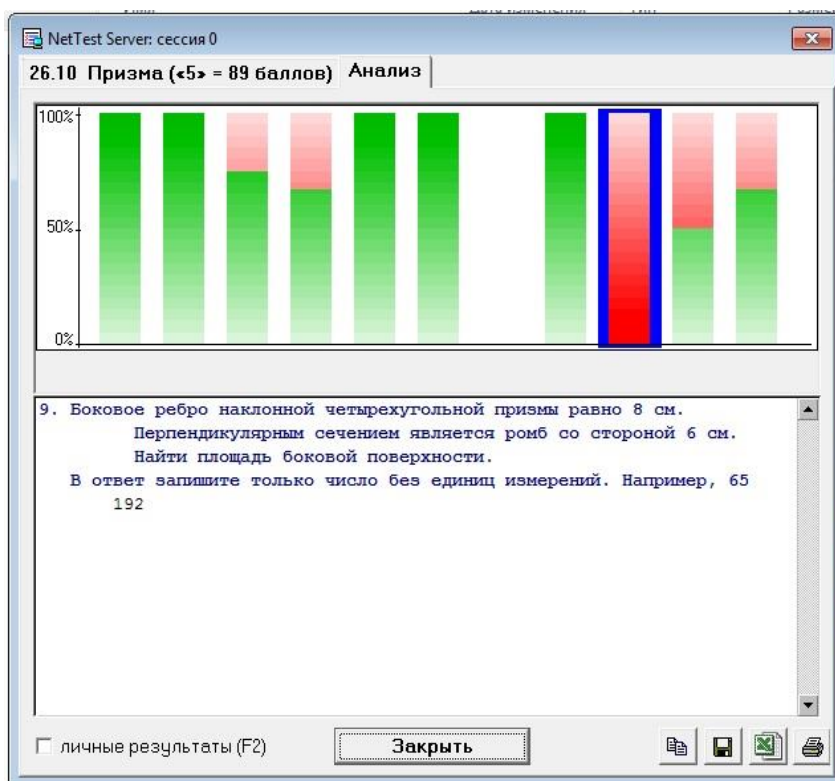 NetTest Server: сессия 0
26.10 Призма («5» = 89 баллов) Анализ
100%
50%
0%
9. Боковое ребро наклонной четырехугольной призмы равно 8 см.
Перпендикулярным сечением является ромб со стороной 6 см.
Найти площадь боковой поверхности.
В ответ запишите только число без единиц измерений. Например, 65
192
личные результаты (F2)
Закрыть